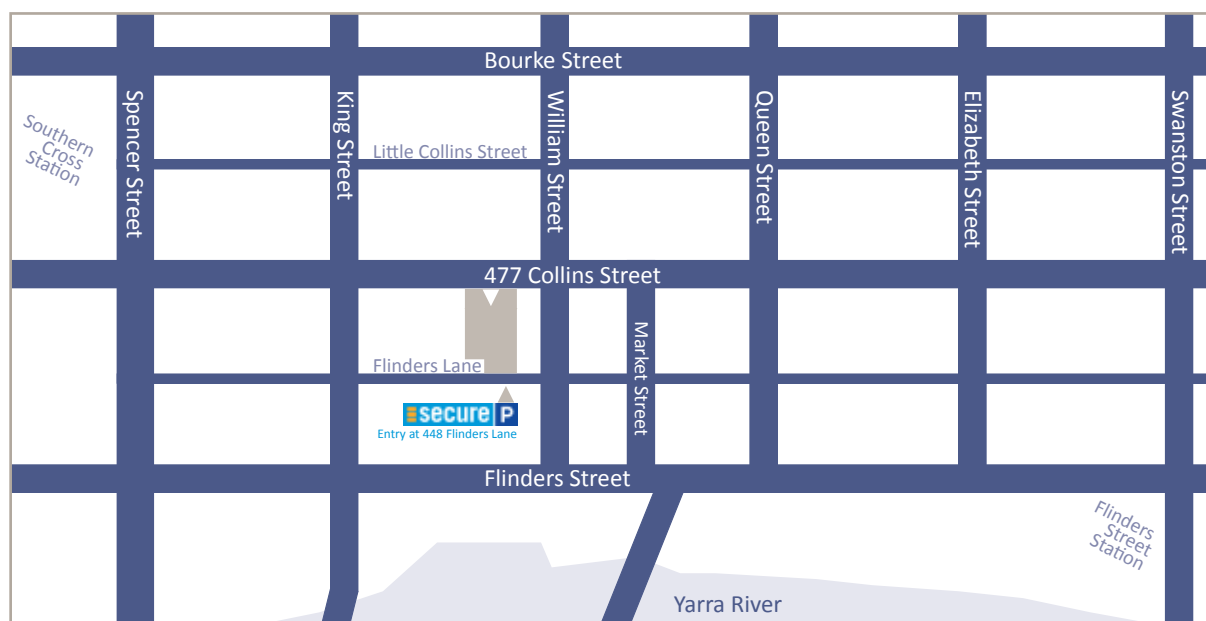 Bourke Street
Spencer Street
King Street
William Street
Queen Street
Elizabeth Street
Swanston Street
Southern
Cross
Station
Little Collins Street
477 Collins Street
Market Street
Flinders Lane
secure P
Entry at 448 Flinders Lane
Flinders Street
Flinders
Street
Station
Yarra River